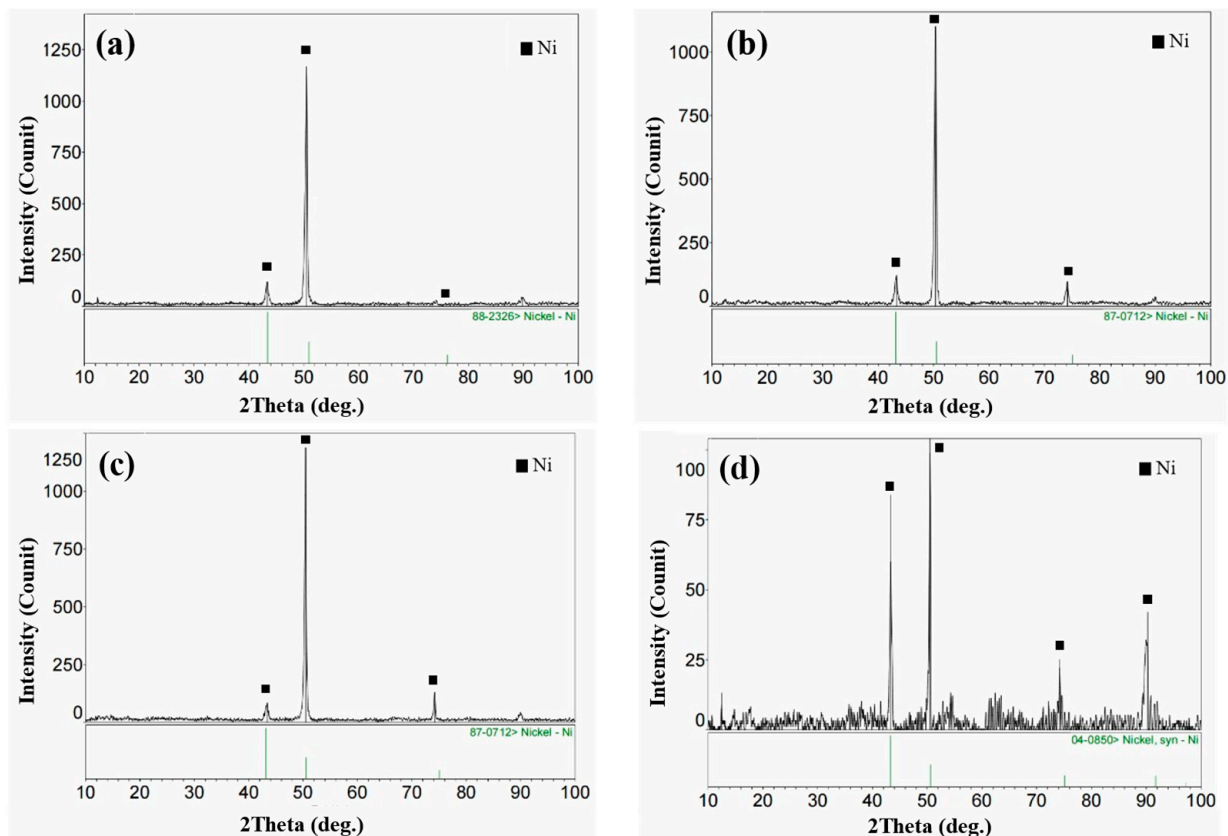 (a)
Ni
1250
1000
750
500
250
0
Intensity (Counit)
88-2326> Nickel - Ni
10 20 30 40 50 60 70 80 90 100
2Theta (deg.)
(b)
Ni
1000
750
500
250
0
Intensity (Counit)
87-0712> Nickel - Ni
10 20 30 40 50 60 70 80 90 100
2Theta (deg.)
(c)
Ni
1250
1000
750
500
250
0
Intensity (Counit)
87-0712> Nickel - Ni
10 20 30 40 50 60 70 80 90 100
2Theta (deg.)
(d)
Ni
100
75
50
25
0
Intensity (Counit)
04-0850> Nickel, syn - Ni
10 20 30 40 50 60 70 80 90 100
2Theta (deg.)